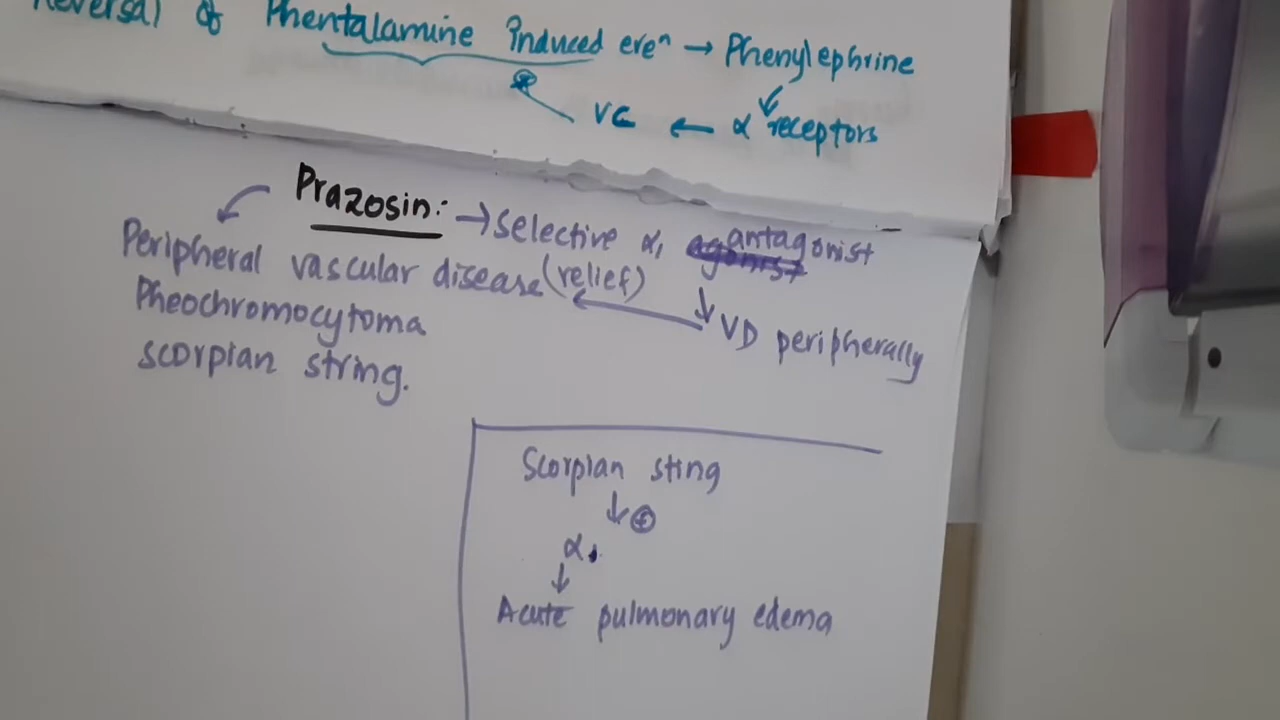 Reversal of Phentalamine induced ereⁿ → Phenylephrine
VC ← α receptors
Prazosin: → Selective α₁ antagonist
Peripheral vascular disease (relief)
VD peripherally
Pheochromocytoma
scorpian string.
Scorpian sting
↓ ⊕
α₁
↓
Acute pulmonary edema